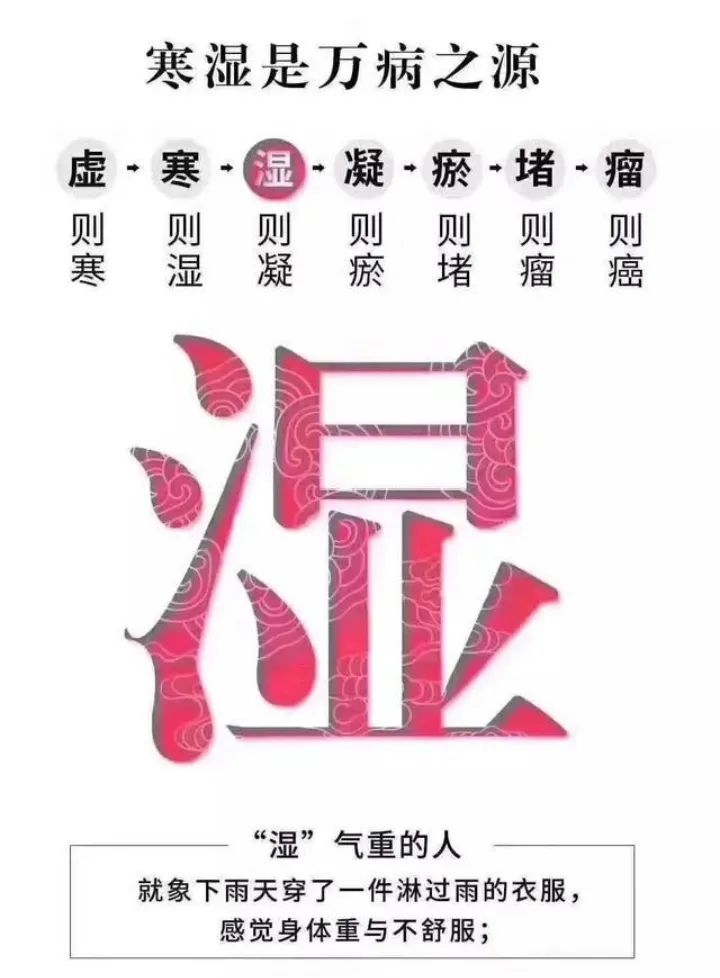 寒湿是万病之源
虚→寒→湿→凝→瘀→堵→瘤
则寒 则湿 则凝 则瘀 则堵 则瘤 则癌
湿
“湿”气重的人
就象下雨天穿了一件淋过雨的衣服，
感觉身体重与不舒服；